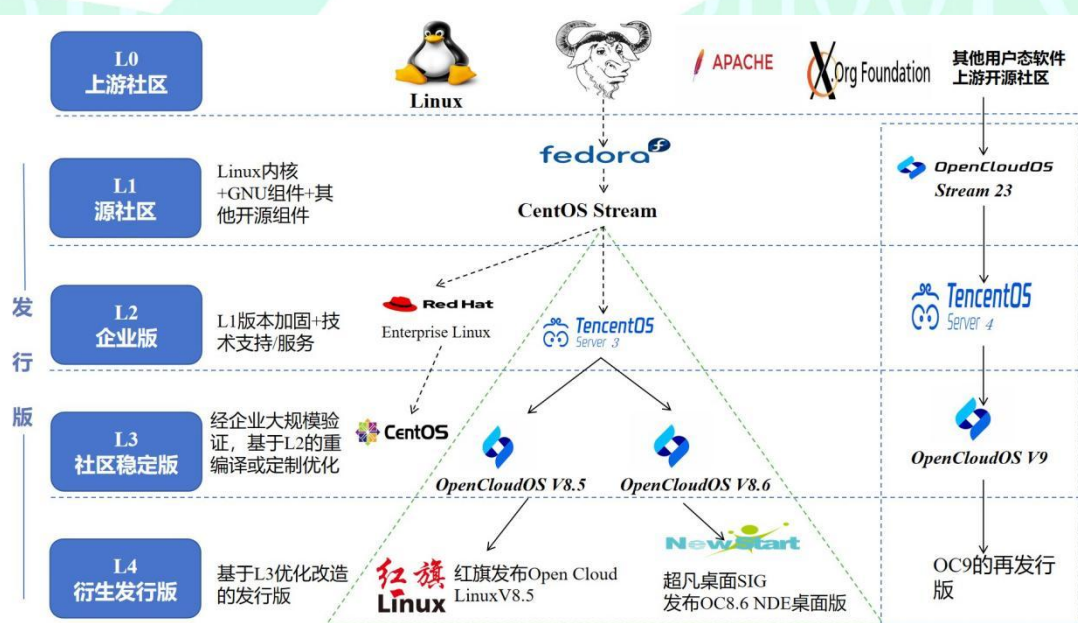 L0
上游社区
Linux
APACHE
X.Org Foundation
其他用户态软件
上游开源社区
发行版
L1
源社区
Linux内核
+GNU组件+其
他开源组件
fedora
CentOS Stream
OpenCloudOS
Stream 23
L2
企业版
L1版本加固+技
术支持/服务
Red Hat
Enterprise Linux
TencentOS
Server 3
TencentOS
Server 4
L3
社区稳定版
经企业大规模验
证，基于L2的重
编译或定制优化
CentOS
OpenCloudOS V8.5
OpenCloudOS V8.6
OpenCloudOS V9
L4
衍生发行版
基于L3优化改造
的发行版
红旗
Linux
红旗发布Open Cloud
LinuxV8.5
NewStart
超凡桌面SIG
发布OC8.6 NDE桌面版
OC9的再发行
版